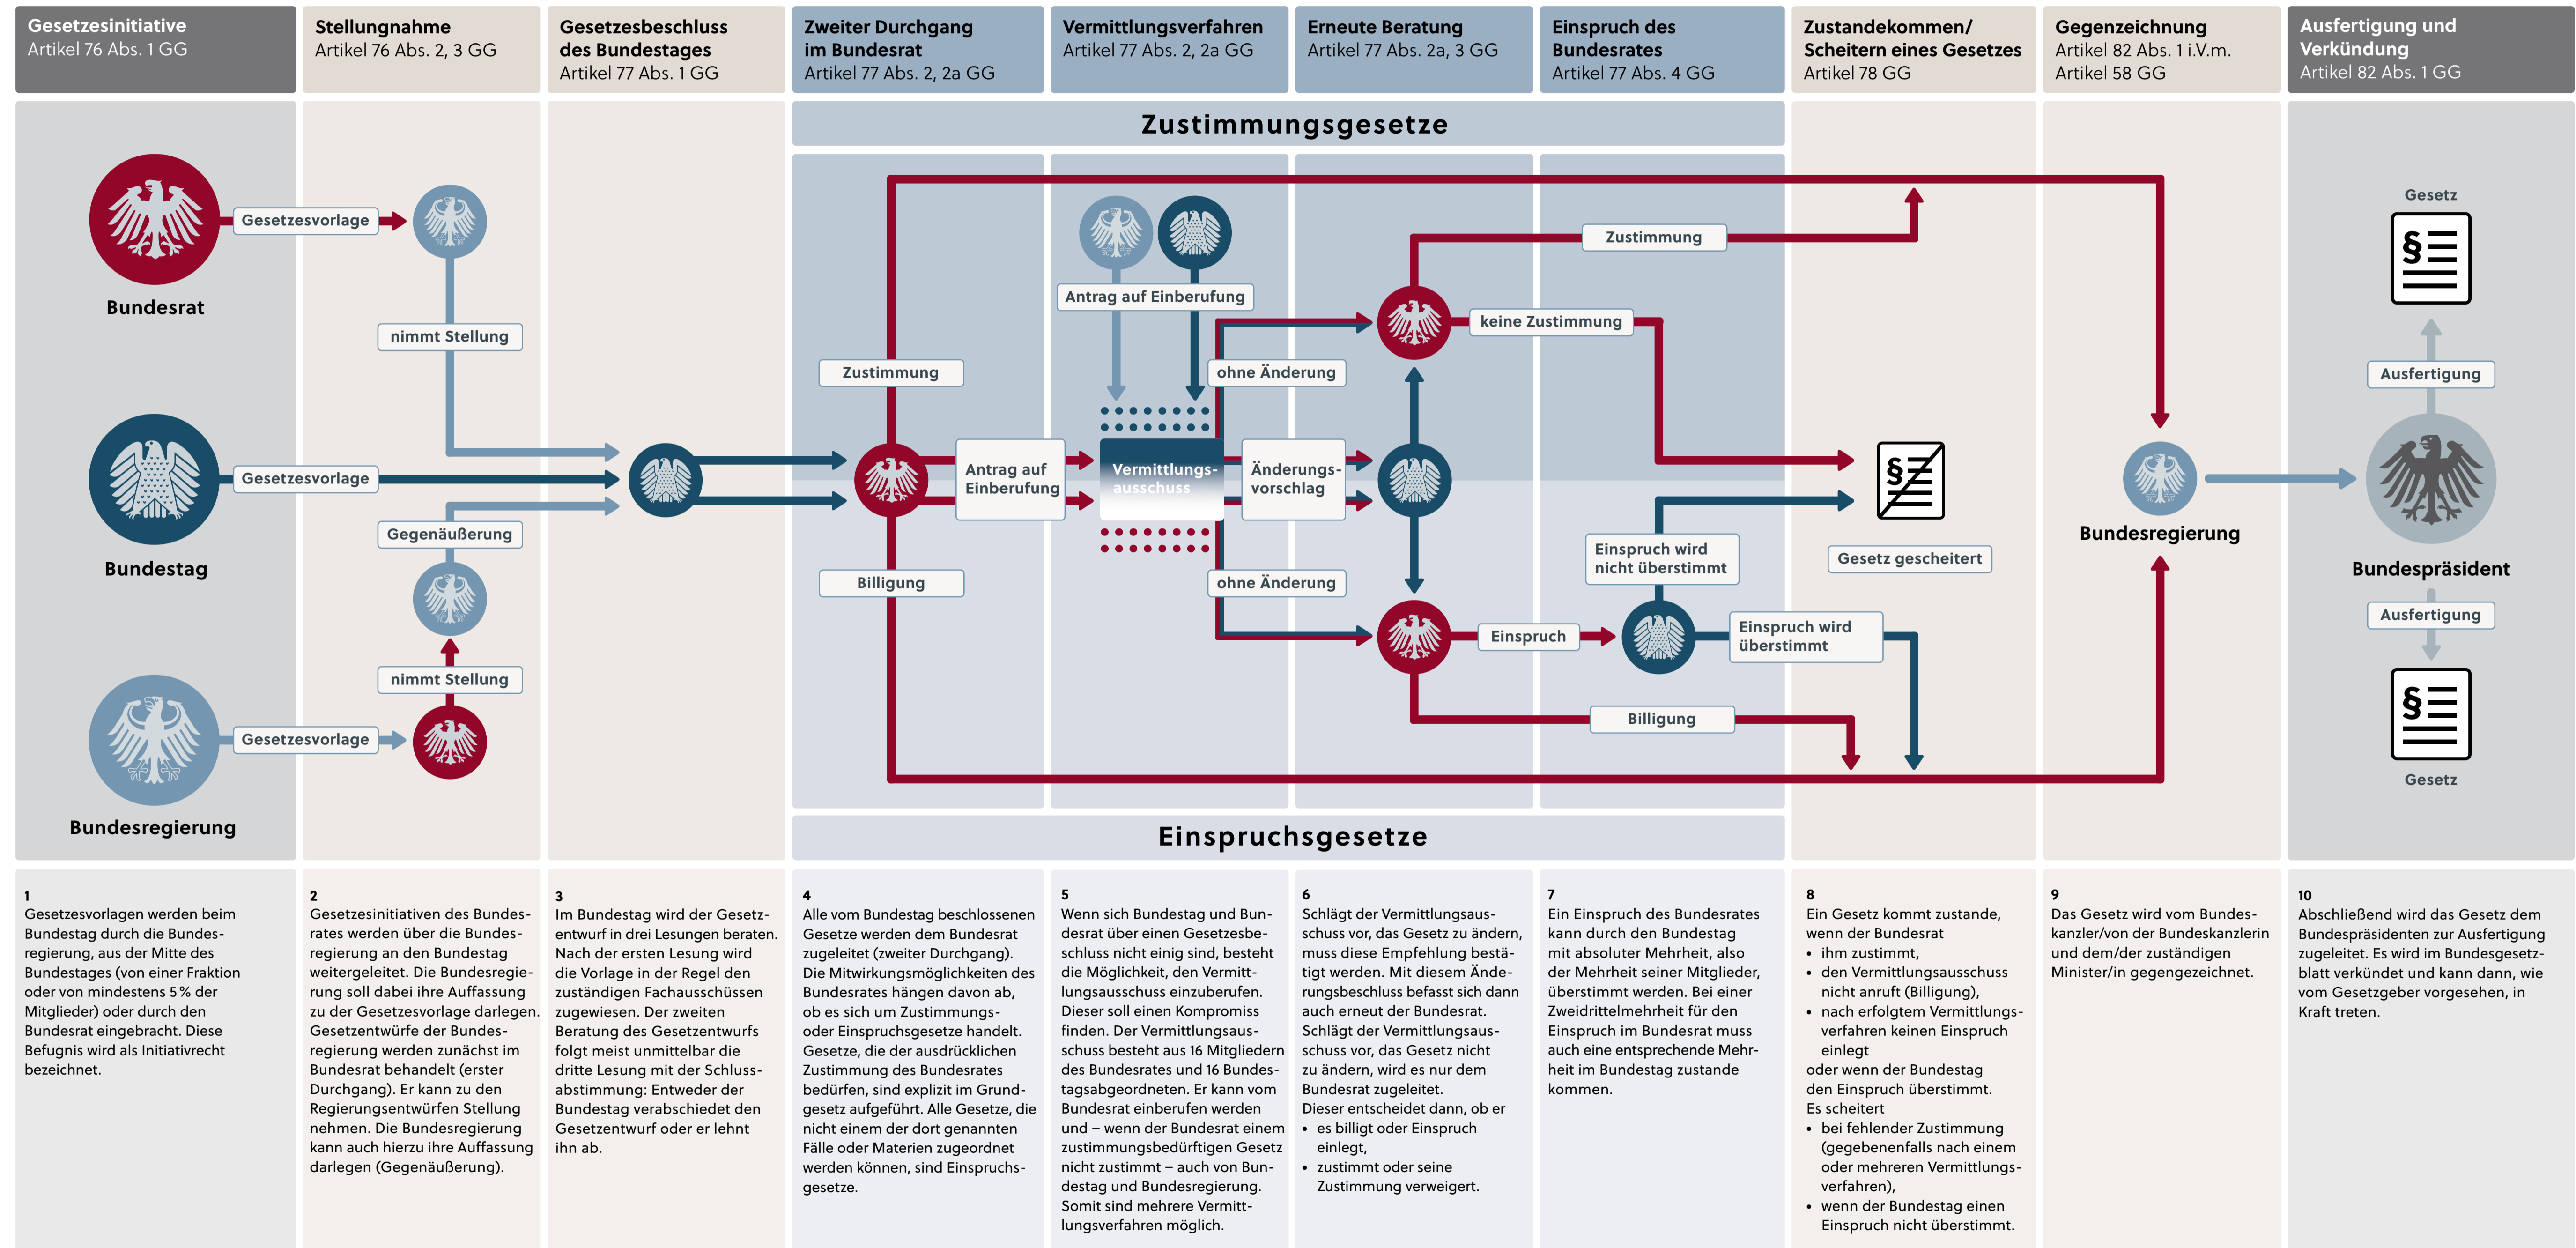 Gesetzesinitiative
Artikel 76 Abs. 1 GG
Stellungnahme
Artikel 76 Abs. 2, 3 GG
Gesetzesbeschluss
des Bundestages
Artikel 77 Abs. 1 GG
Zweiter Durchgang
im Bundesrat
Artikel 77 Abs. 2, 2a GG
Vermittlungsverfahren
Artikel 77 Abs. 2, 2a GG
Erneute Beratung
Artikel 77 Abs. 2a, 3 GG
Einspruch des
Bundesrates
Artikel 77 Abs. 4 GG
Zustandekommen/
Scheitern eines Gesetzes
Artikel 78 GG
Gegenzeichnung
Artikel 82 Abs. 1 i.V.m.
Artikel 58 GG
Ausfertigung und
Verkündung
Artikel 82 Abs. 1 GG
Zustimmungsgesetze
Gesetzesvorlage
Bundesrat
Gesetzesvorlage
Bundestag
Gesetzesvorlage
Bundesregierung
nimmt Stellung
Gegenäußerung
nimmt Stellung
Zustimmung
Billigung
Antrag auf
Einberufung
Antrag auf Einberufung
Vermittlungs-
ausschuss
ohne Änderung
Änderungs-
vorschlag
ohne Änderung
Zustimmung
keine Zustimmung
Einspruch
Einspruch wird
nicht überstimmt
Einspruch wird
überstimmt
Billigung
§
Gesetz gescheitert
Bundesregierung
Gesetz
§
Ausfertigung
Bundespräsident
Ausfertigung
§
Gesetz
Einspruchsgesetze
1
Gesetzesvorlagen werden beim
Bundestag durch die Bundes-
regierung, aus der Mitte des
Bundestages (von einer Fraktion
oder von mindestens 5 % der
Mitglieder) oder durch den
Bundesrat eingebracht. Diese
Befugnis wird als Initiativrecht
bezeichnet.
2
Gesetzesinitiativen des Bundes-
rates werden über die Bundes-
regierung an den Bundestag
weitergeleitet. Die Bundesregie-
rung soll dabei ihre Auffassung
zu der Gesetzesvorlage darlegen.
Gesetzentwürfe der Bundes-
regierung werden zunächst im
Bundesrat behandelt (erster
Durchgang). Er kann zu den
Regierungsentwürfen Stellung
nehmen. Die Bundesregierung
kann auch hierzu ihre Auffassung
darlegen (Gegenäußerung).
3
Im Bundestag wird der Gesetz-
entwurf in drei Lesungen beraten.
Nach der ersten Lesung wird
die Vorlage in der Regel den
zuständigen Fachausschüssen
zugewiesen. Der zweiten
Beratung des Gesetzentwurfs
folgt meist unmittelbar die
dritte Lesung mit der Schluss-
abstimmung: Entweder der
Bundestag verabschiedet den
Gesetzentwurf oder er lehnt
ihn ab.
4
Alle vom Bundestag beschlossenen
Gesetze werden dem Bundesrat
zugeleitet (zweiter Durchgang).
Die Mitwirkungsmöglichkeiten des
Bundesrates hängen davon ab,
ob es sich um Zustimmungs-
oder Einspruchsgesetze handelt.
Gesetze, die der ausdrücklichen
Zustimmung des Bundesrates
bedürfen, sind explizit im Grund-
gesetz aufgeführt. Alle Gesetze, die
nicht einem der dort genannten
Fälle oder Materien zugeordnet
werden können, sind Einspruchs-
gesetze.
5
Wenn sich Bundestag und Bun-
desrat über einen Gesetzesbe-
schluss nicht einig sind, besteht
die Möglichkeit, den Vermitt-
lungsausschuss einzuberufen.
Dieser soll einen Kompromiss
finden. Der Vermittlungsaus-
schuss besteht aus 16 Mitgliedern
des Bundesrates und 16 Bundes-
tagsabgeordneten. Er kann vom
Bundesrat einberufen werden
und – wenn der Bundesrat einem
zustimmungsbedürftigen Gesetz
nicht zustimmt – auch von Bun-
destag und Bundesregierung.
Somit sind mehrere Vermitt-
lungsverfahren möglich.
6
Schlägt der Vermittlungsaus-
schuss vor, das Gesetz zu ändern,
muss diese Empfehlung bestä-
tigt werden. Mit diesem Ände-
rungsbeschluss befasst sich dann
auch erneut der Bundesrat.
Schlägt der Vermittlungsaus-
schuss vor, das Gesetz nicht
zu ändern, wird es nur dem
Bundesrat zugeleitet.
Dieser entscheidet dann, ob er
• es billigt oder Einspruch
einlegt,
• zustimmt oder seine
Zustimmung verweigert.
7
Ein Einspruch des Bundesrates
kann durch den Bundestag
mit absoluter Mehrheit, also
der Mehrheit seiner Mitglieder,
überstimmt werden. Bei einer
Zweidrittelmehrheit für den
Einspruch im Bundesrat muss
auch eine entsprechende Mehr-
heit im Bundestag zustande
kommen.
8
Ein Gesetz kommt zustande,
wenn der Bundesrat
• ihm zustimmt,
• den Vermittlungsausschuss
nicht anruft (Billigung),
• nach erfolgtem Vermittlungs-
verfahren keinen Einspruch
einlegt
oder wenn der Bundestag
den Einspruch überstimmt.
Es scheitert
• bei fehlender Zustimmung
(gegebenenfalls nach einem
oder mehreren Vermittlungs-
verfahren),
• wenn der Bundestag einen
Einspruch nicht überstimmt.
9
Das Gesetz wird vom Bundes-
kanzler/von der Bundeskanzlerin
und dem/der zuständigen
Minister/in gegengezeichnet.
10
Abschließend wird das Gesetz dem
Bundespräsidenten zur Ausfertigung
zugeleitet. Es wird im Bundesgesetz-
blatt verkündet und kann dann, wie
vom Gesetzgeber vorgesehen, in
Kraft treten.